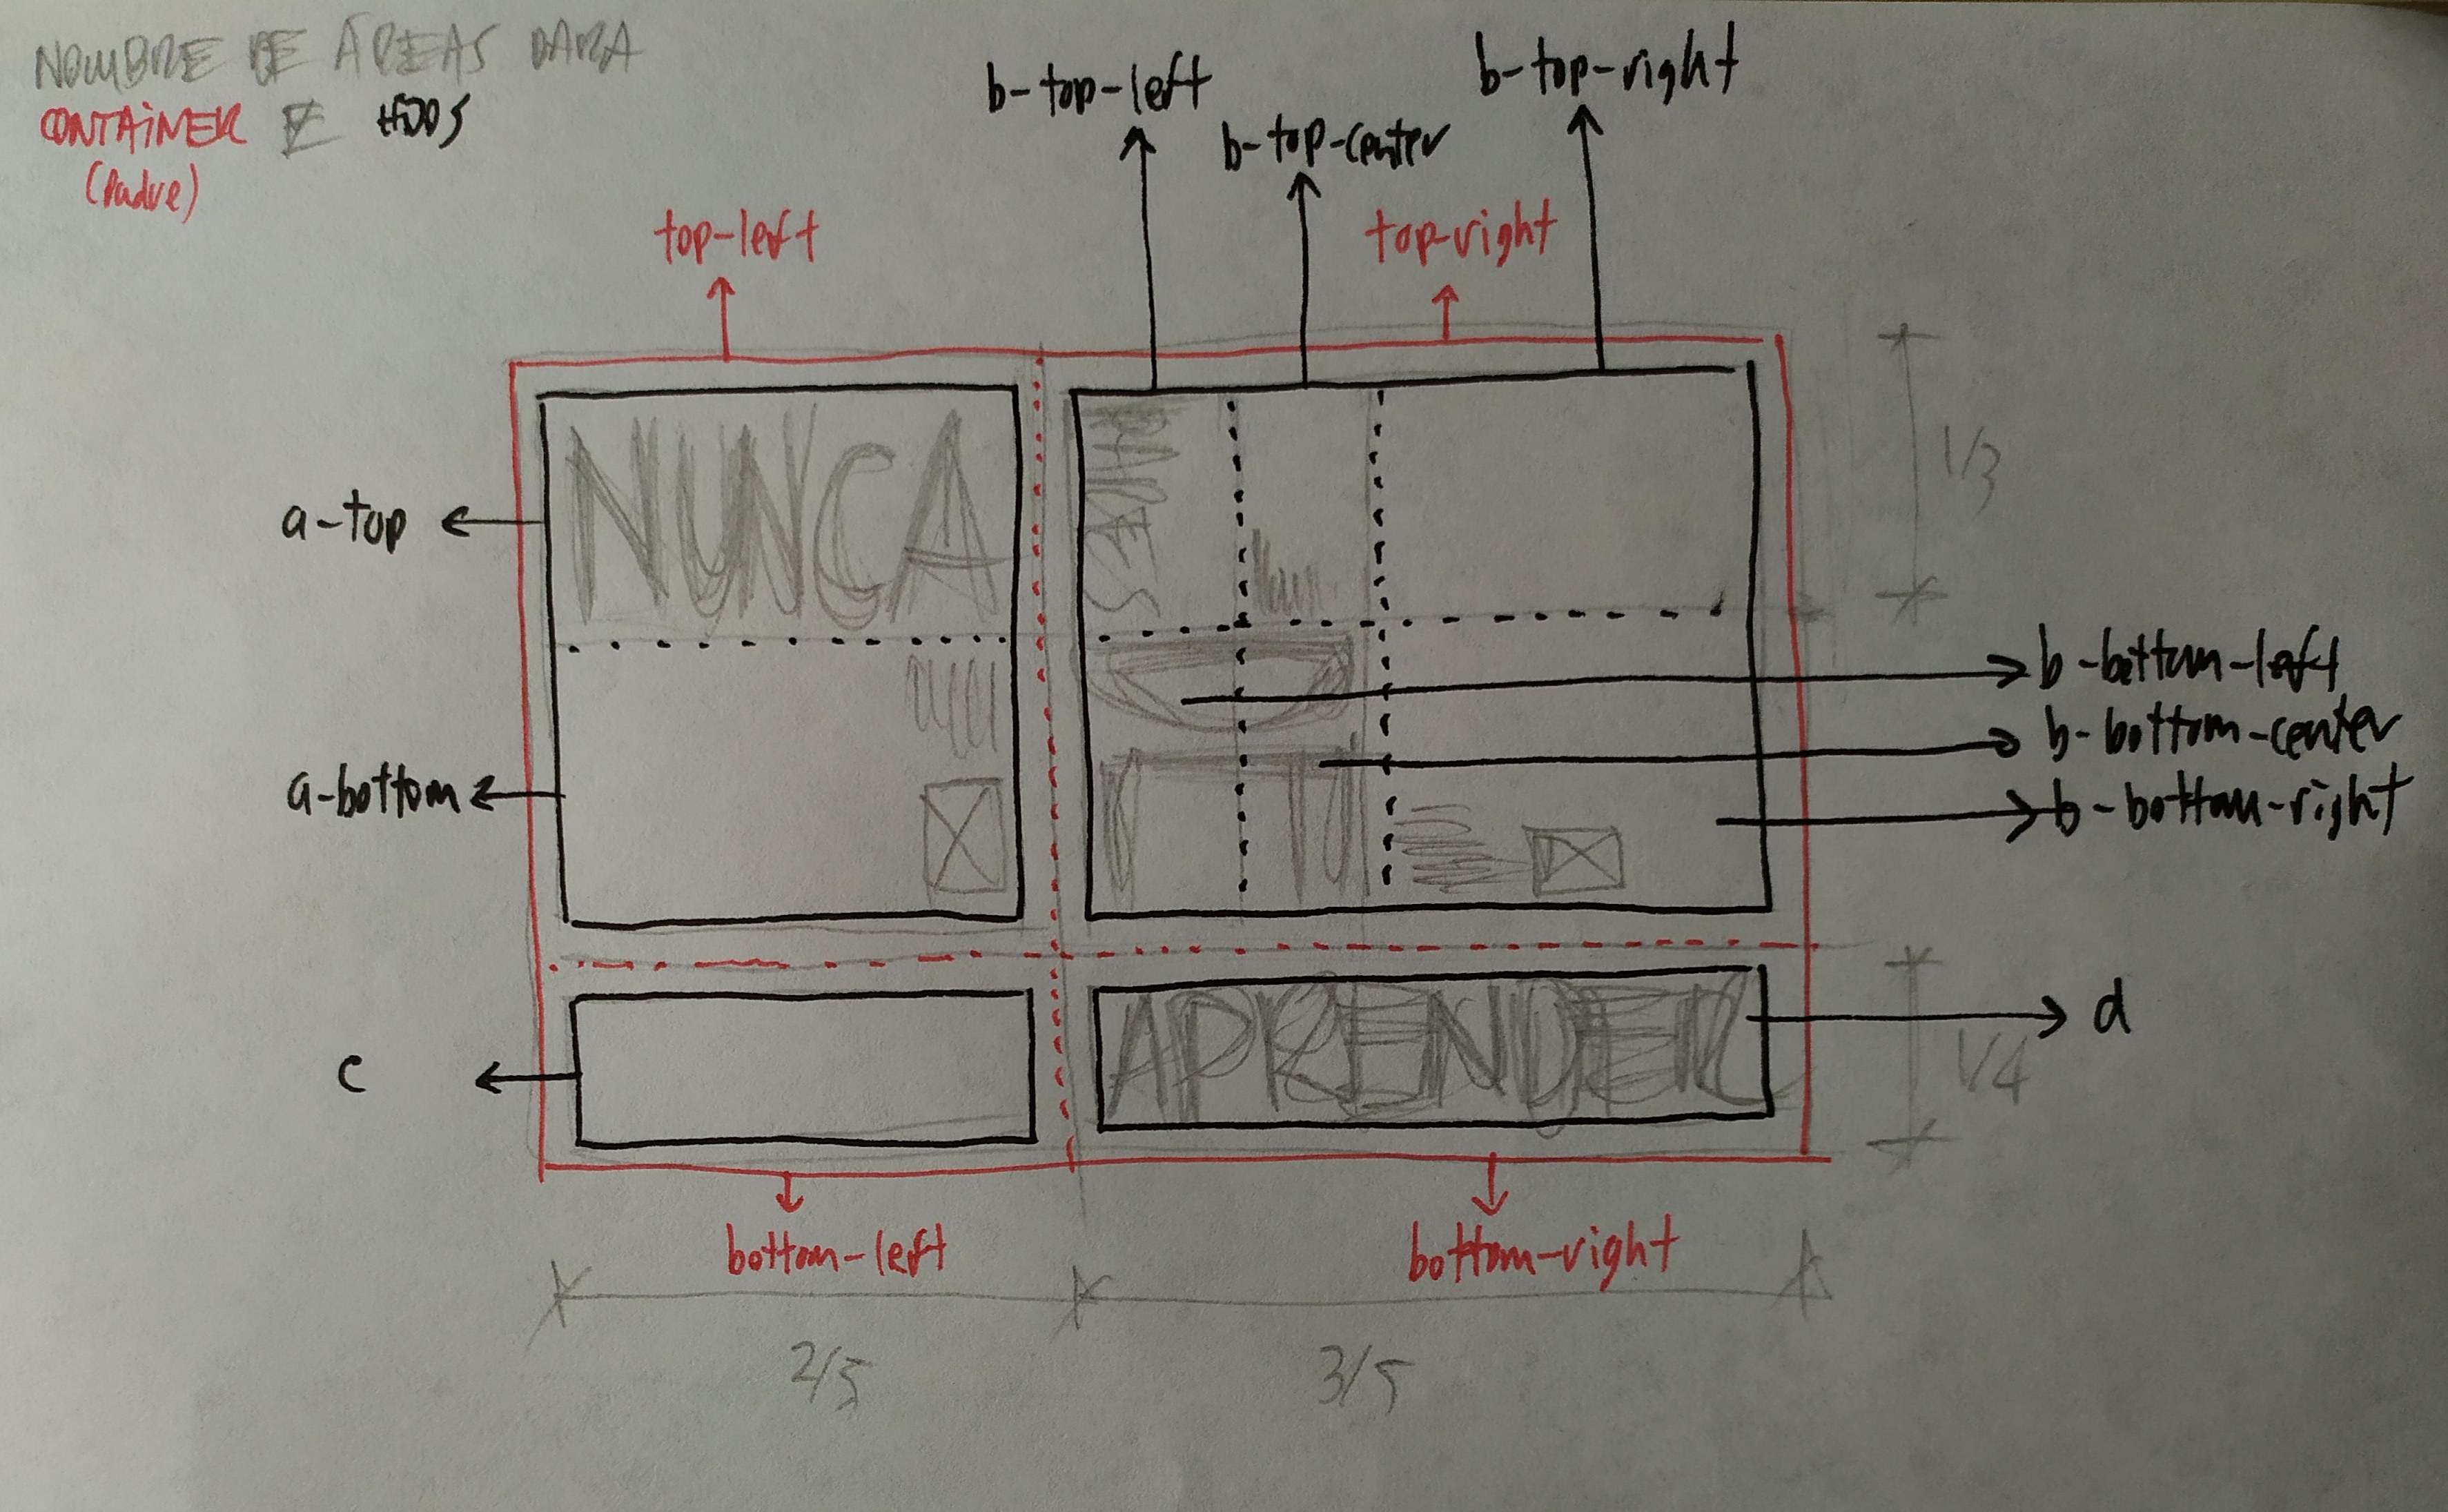 NOMBRE DE ÁREAS PARA
CONTAINER E HIJOS
(Padre)
b-top-left
b-top-center
b-top-right
top-left
top-right
a-top
NUNCA
1/3
b-bottom-left
b-bottom-center
a-bottom
b-bottom-right
c
APRENDER
d
1/4
bottom-left
bottom-right
2/5
3/5